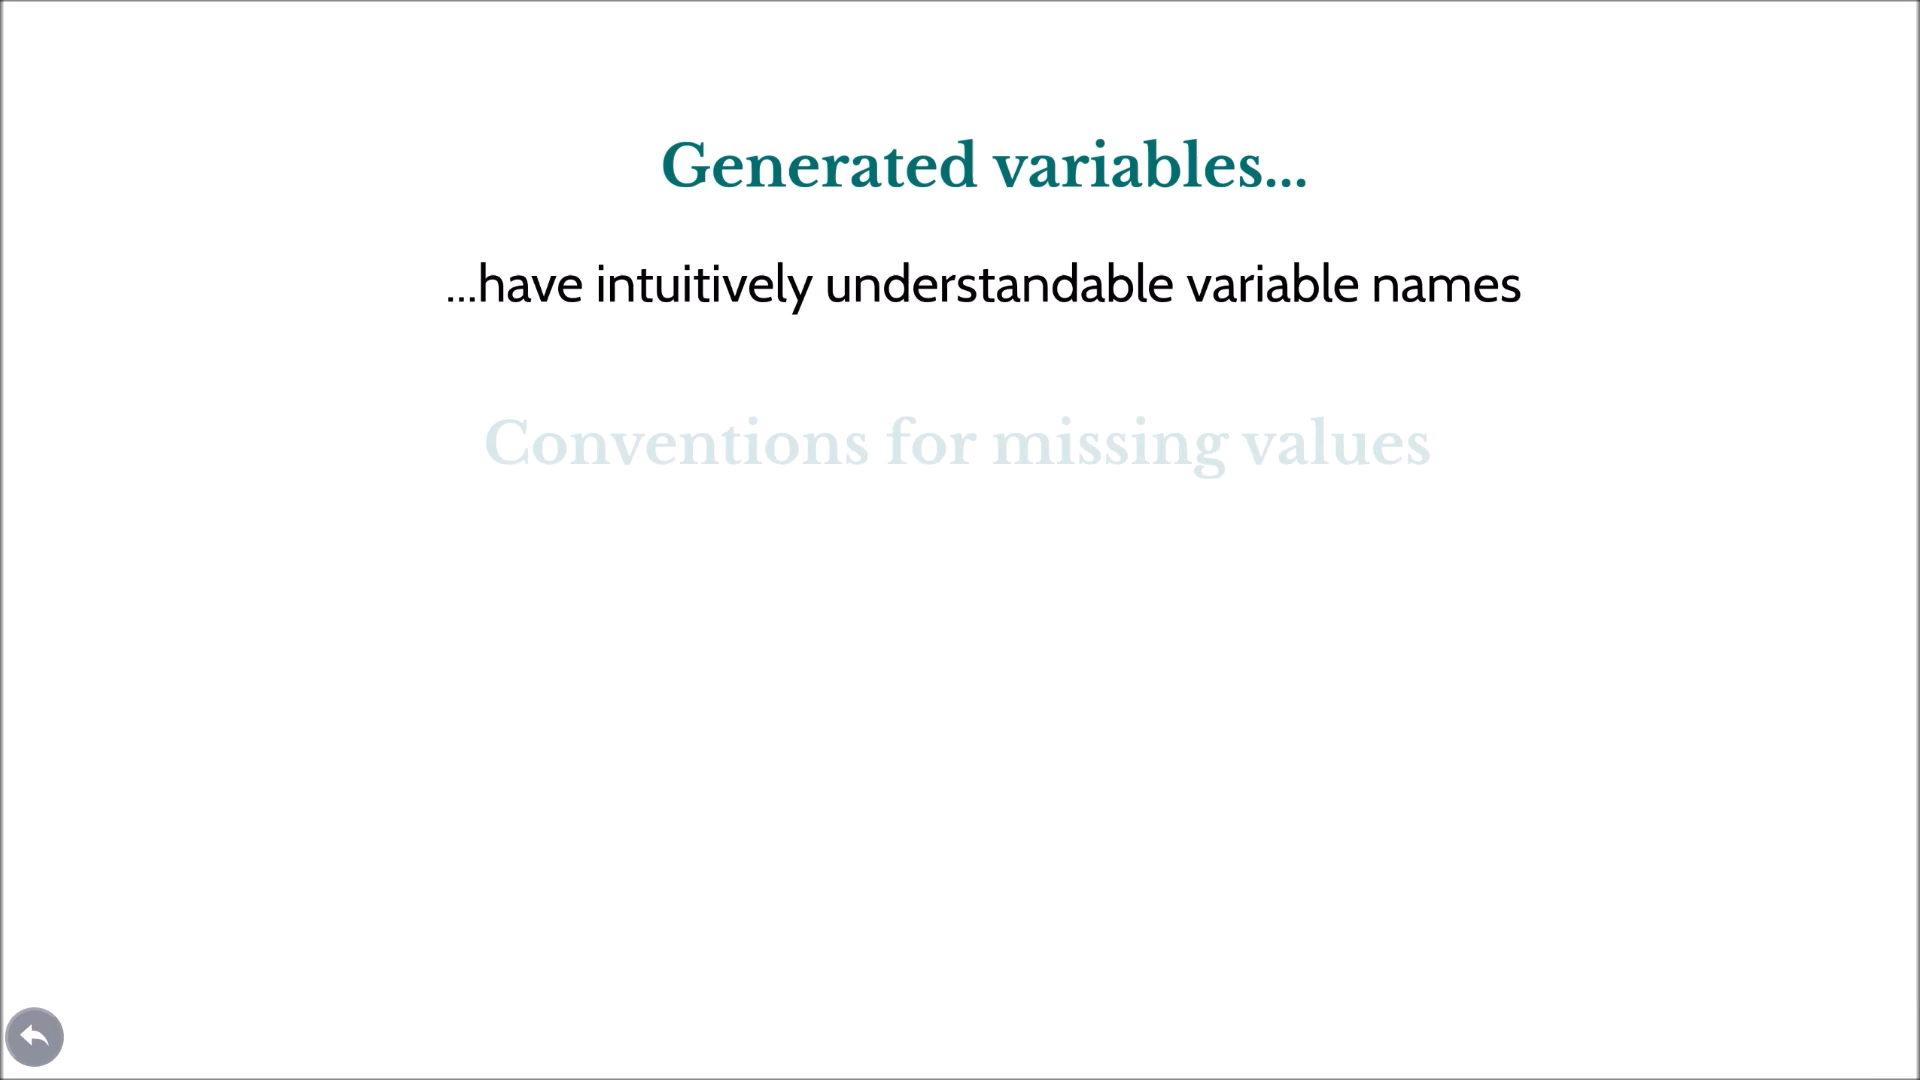 Generated variables...
...have intuitively understandable variable names
Conventions for missing values